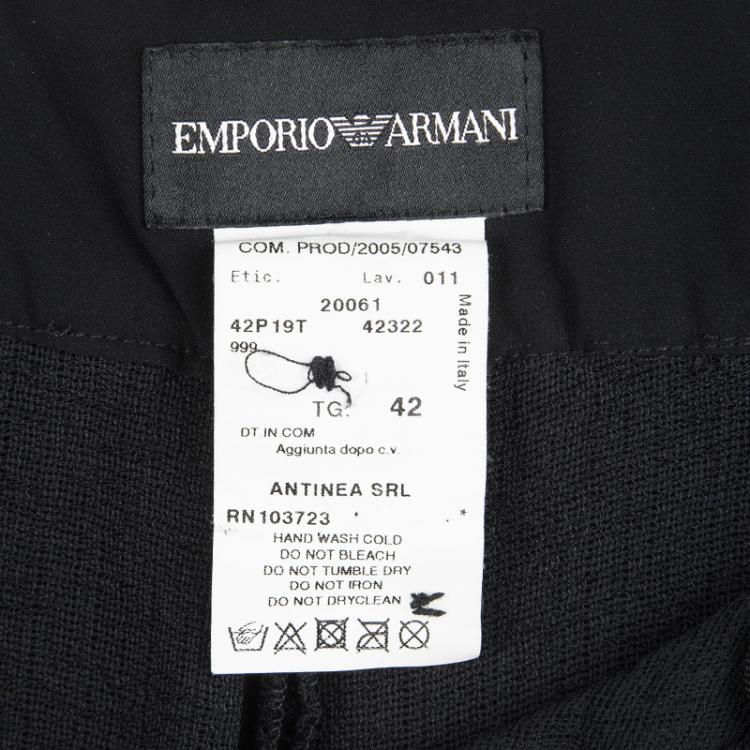 EMPORIO ARMANI
COM. PROD/2005/07543
Etic. Lav. 011
20061
42P19T 42322
999
Made in Italy
TG. 42
DT.IN.COM
Aggiunta dopo c.v.
ANTINEA SRL
RN103723 *
HAND WASH COLD
DO NOT BLEACH
DO NOT TUMBLE DRY
DO NOT IRON
DO NOT DRYCLEAN